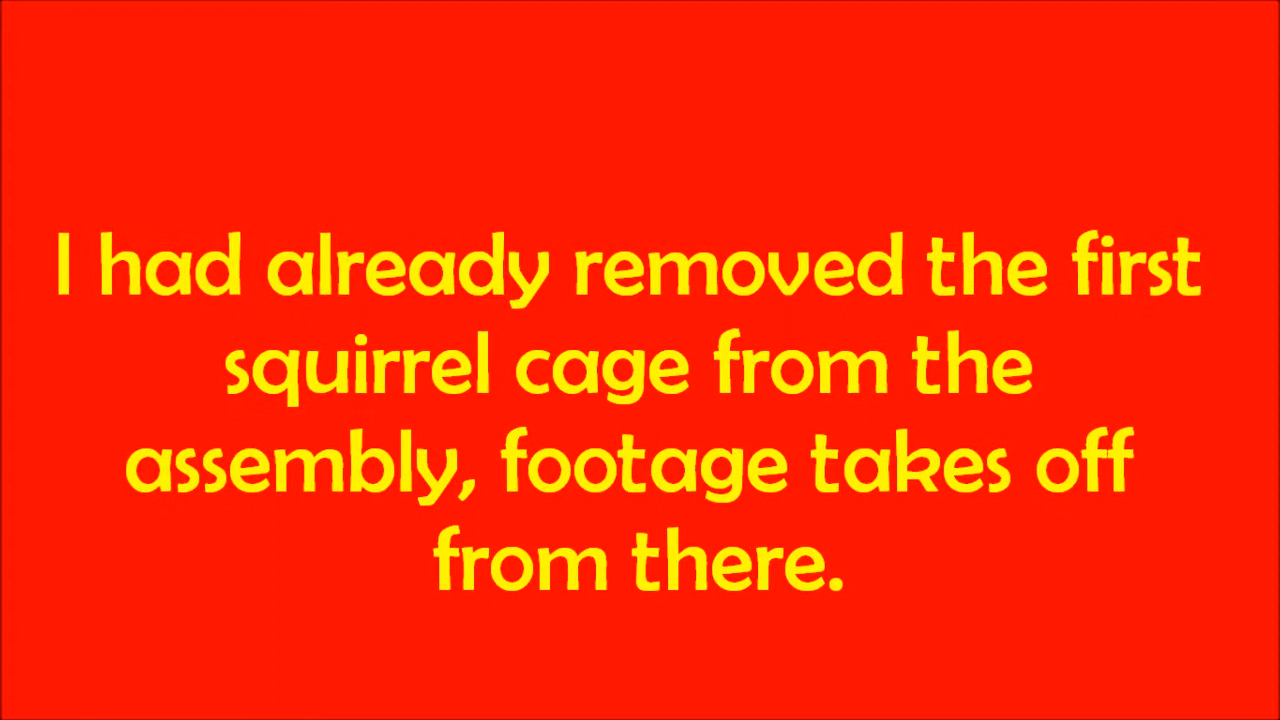 I had already removed the first
squirrel cage from the
assembly, footage takes off
from there.